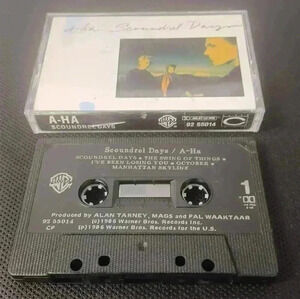 a-ha Scoundrel Days
A-HA
SCOUNDREL DAYS
92 55014
Scoundrel Days / A-Ha
SCOUNDREL DAYS • THE SWING OF THINGS •
I'VE BEEN LOSING YOU • OCTOBER •
MANHATTAN SKYLINE
1
Produced by ALAN TARNEY, MAGS and PAL WAAKTAAR
92 55014 (c)1986 Warner Bros. Records Inc.
CP (p)1986 Warner Bros. Records for the U.S.